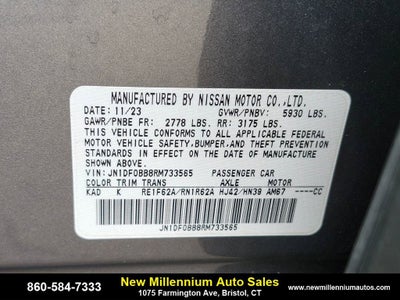 MANUFACTURED BY NISSAN MOTOR CO.,LTD.
DATE: 11/23 GVWR/PNBV: 5930 LBS.
GAWR/PNBE FR: 2778 LBS. RR: 3175 LBS.
THIS VEHICLE CONFORMS TO ALL APPLICABLE FEDERAL
MOTOR VEHICLE SAFETY, BUMPER, AND THEFT PREVENTION
STANDARDS IN EFFECT ON THE DATE OF MANUFACTURE
SHOWN ABOVE.
VIN: JN1DF0BB8RM733565 PASSENGER CAR
COLOR TRIM TRANS AXLE MOTOR
KAD K RE1F62A/RN1R62A HJ42/HN39 AM67 ----CC
JN1DF0BB8RM733565
860-584-7333
New Millennium Auto Sales
1075 Farmington Ave, Bristol, CT
www.newmillenniumautos.com